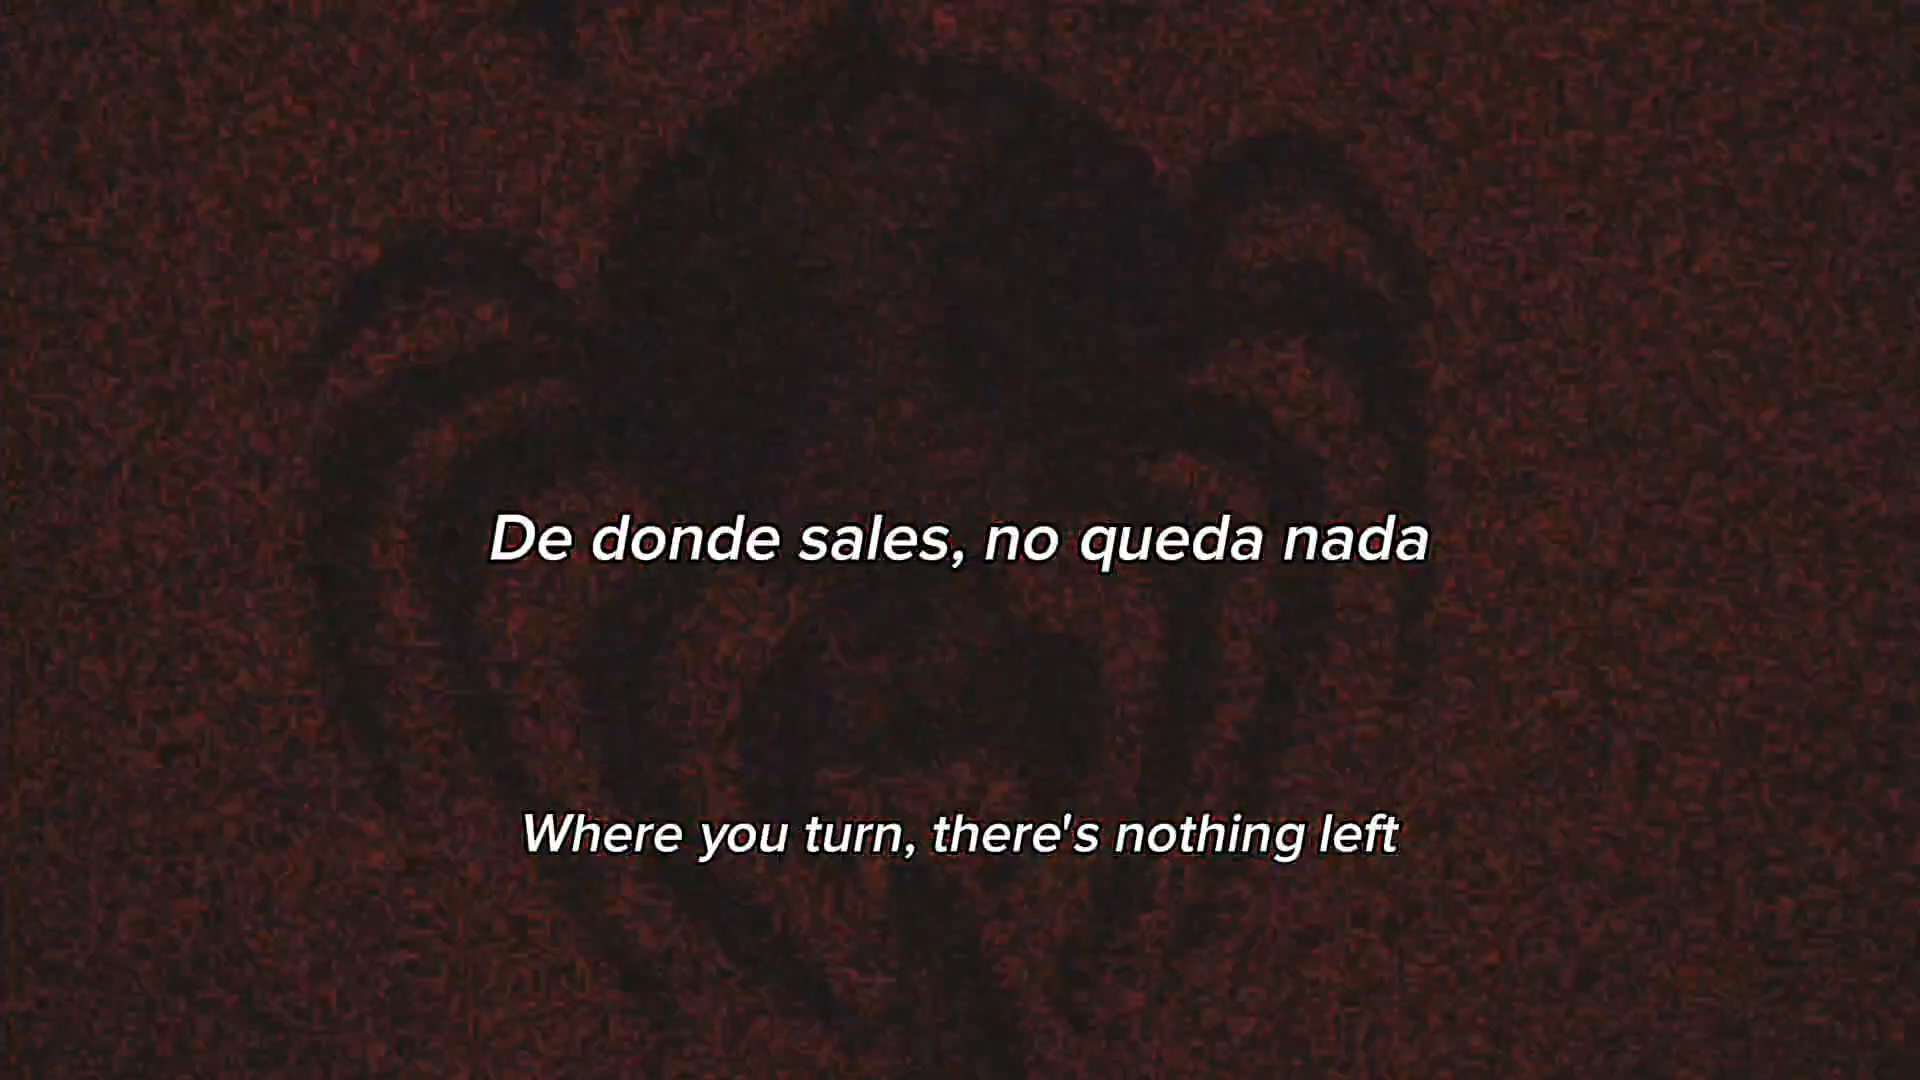 De donde sales, no queda nada
Where you turn, there's nothing left